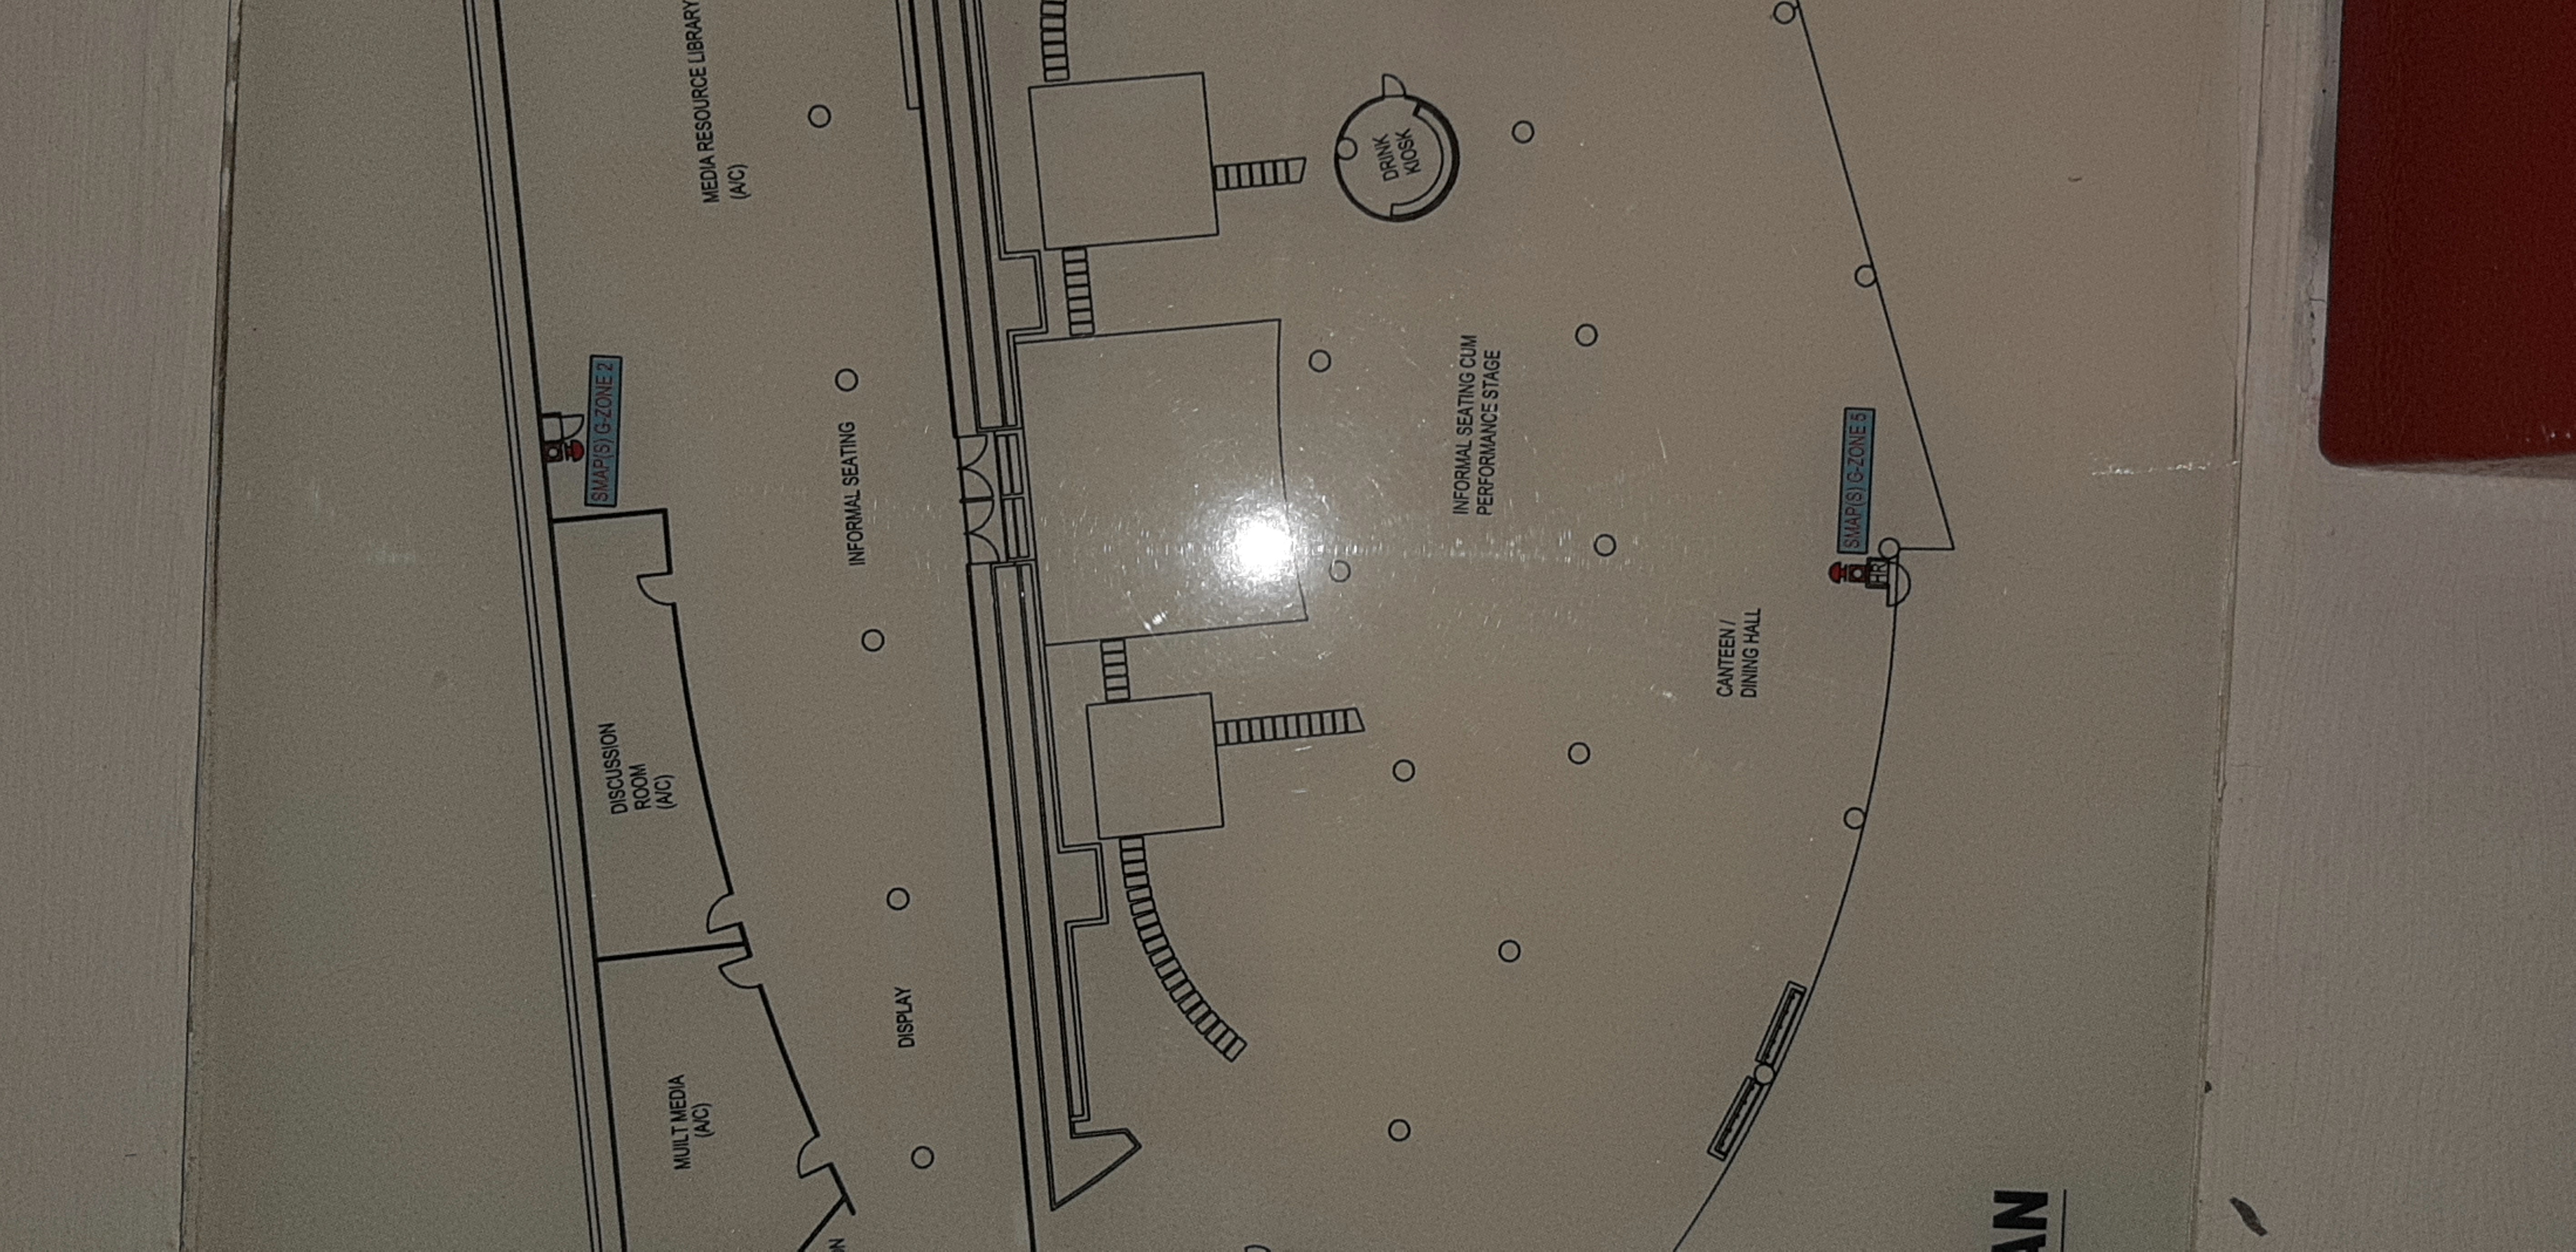 SMAP(S) G-ZONE 2
DISCUSSION
ROOM
(A/C)
MUILT MEDIA
(A/C)
MEDIA RESOURCE LIBRARY
(A/C)
ON
INFORMAL SEATING
DISPLAY
DRINK
KIOSK
INFORMAL SEATING CUM
PERFORMANCE STAGE
CANTEEN /
DINING HALL
SMAP(S) G-ZONE 5
HR
AN